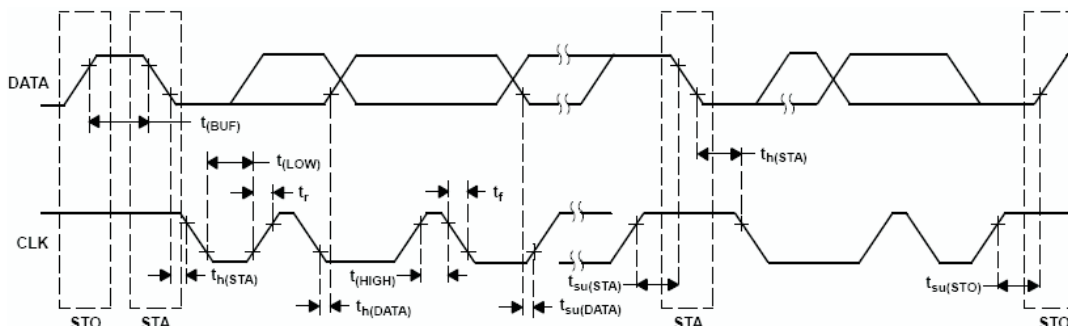 DATA
t(BUF)
t(LOW)
th(STA)
tr
tf
CLK
th(STA)
t(HIGH)
tsu(STA)
tsu(STO)
th(DATA)
tsu(DATA)
STO
STA
STA
STO